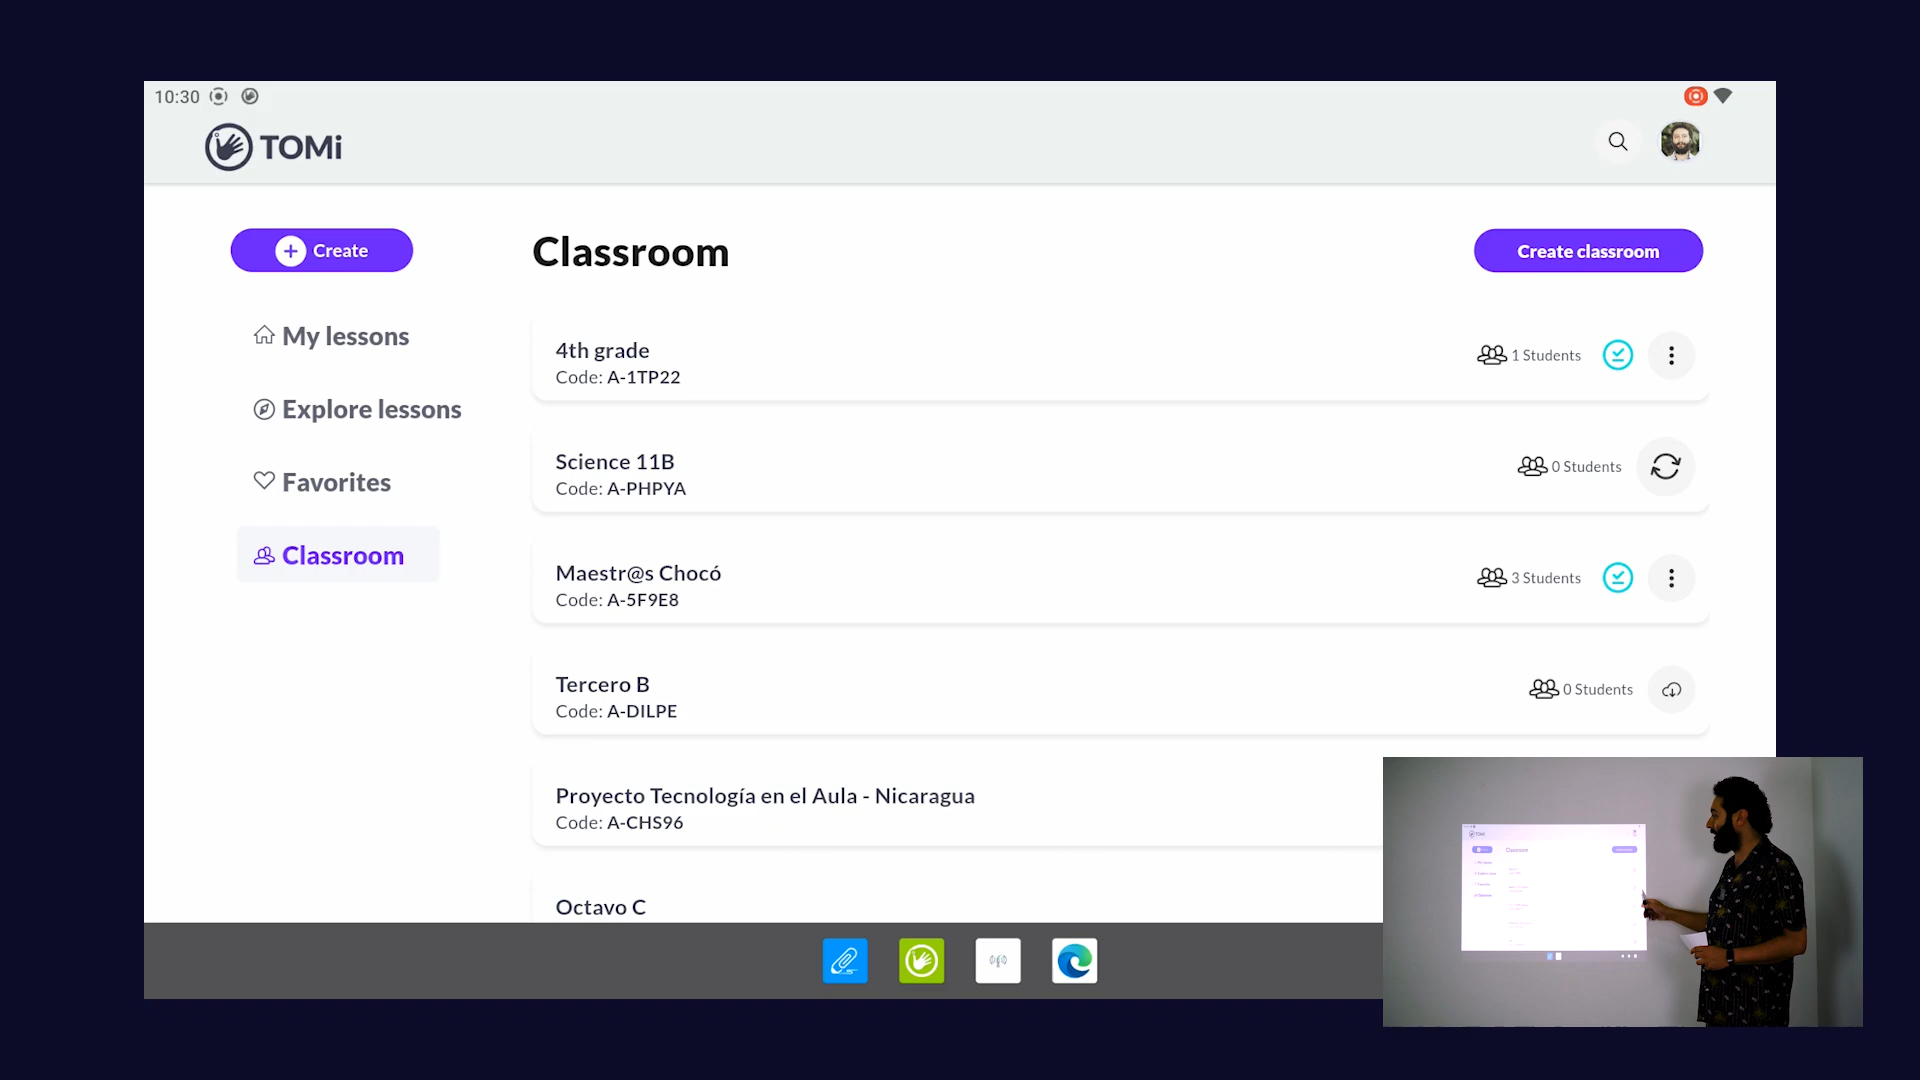 10:30
TOMi
Create
My lessons
Explore lessons
Favorites
Classroom
Classroom
Create classroom
4th grade
Code: A-1TP22
1 Students
Science 11B
Code: A-PHPYA
0 Students
Maestr@s Chocó
Code: A-5F9E8
3 Students
Tercero B
Code: A-DILPE
0 Students
Proyecto Tecnología en el Aula - Nicaragua
Code: A-CHS96
Octavo C